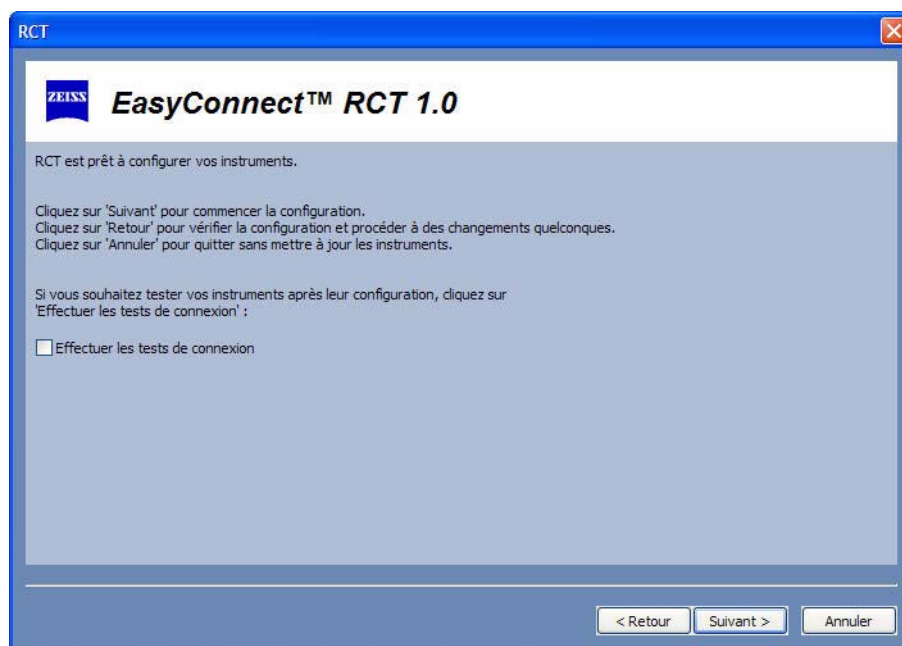 RCT
ZEISS
EasyConnect™ RCT 1.0
RCT est prêt à configurer vos instruments.
Cliquez sur 'Suivant' pour commencer la configuration.
Cliquez sur 'Retour' pour vérifier la configuration et procéder à des changements quelconques.
Cliquez sur 'Annuler' pour quitter sans mettre à jour les instruments.
Si vous souhaitez tester vos instruments après leur configuration, cliquez sur
'Effectuer les tests de connexion' :
Effectuer les tests de connexion
< Retour Suivant > Annuler